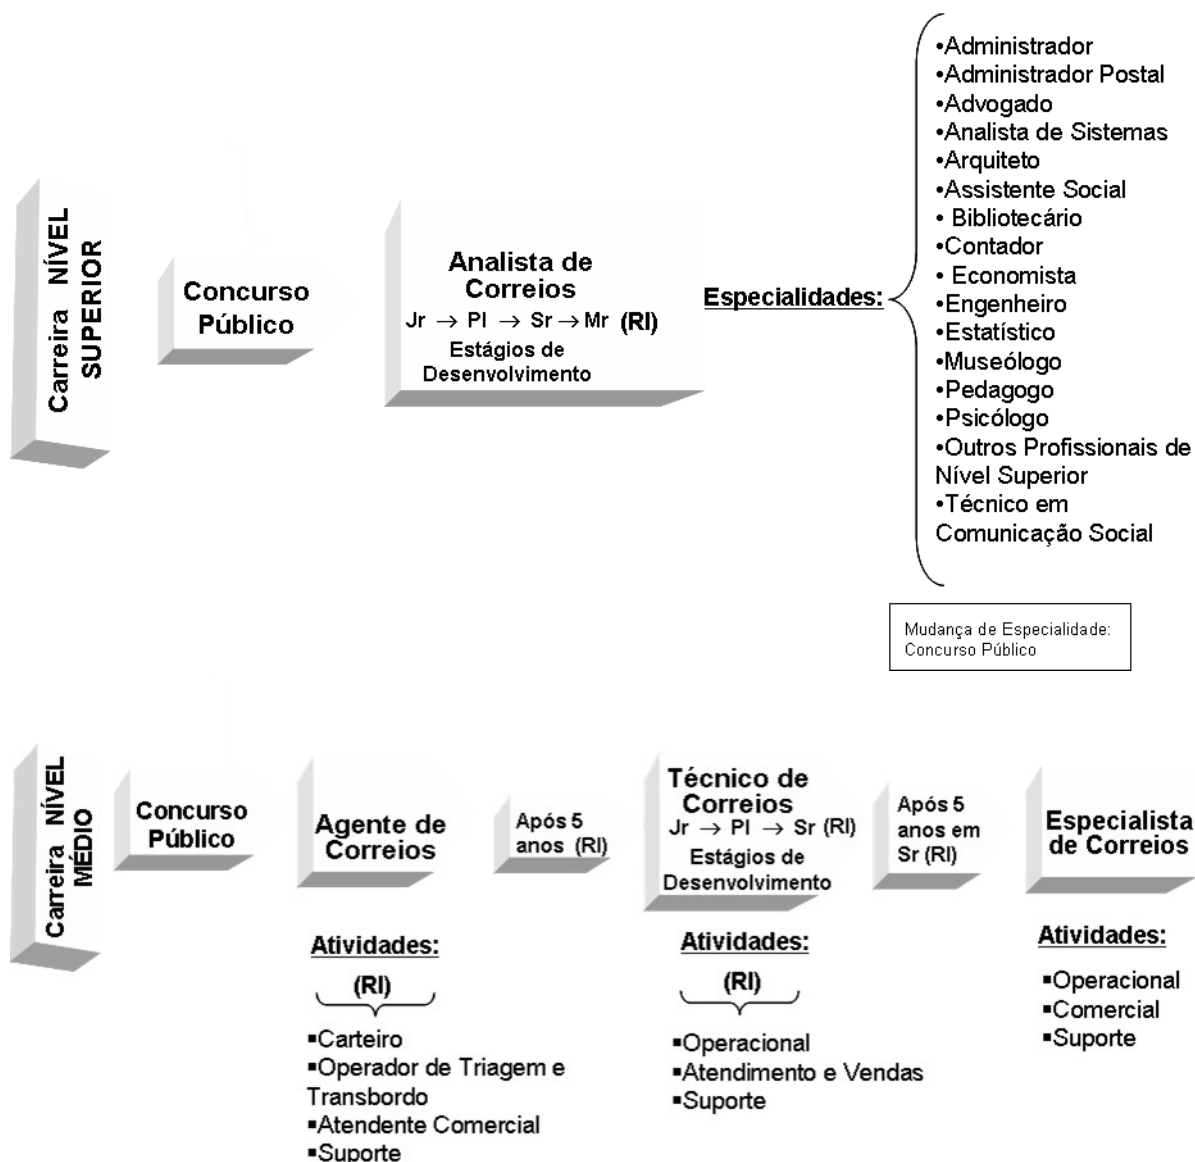 Carreira NÍVEL
SUPERIOR
Concurso
Público
Analista de
Correios
Jr → Pl → Sr → Mr (RI)
Estágios de
Desenvolvimento
Especialidades:
•Administrador
•Administrador Postal
•Advogado
•Analista de Sistemas
•Arquiteto
•Assistente Social
• Bibliotecário
•Contador
• Economista
•Engenheiro
•Estatístico
•Museólogo
•Pedagogo
•Psicólogo
•Outros Profissionais de
Nível Superior
•Técnico em
Comunicação Social
Mudança de Especialidade:
Concurso Público
Carreira NÍVEL
MÉDIO
Concurso
Público
Agente de
Correios
Após 5
anos (RI)
Técnico de
Correios
Jr → Pl → Sr (RI)
Estágios de
Desenvolvimento
Após 5
anos em
Sr (RI)
Especialista
de Correios
Atividades:
(RI)
▪Carteiro
▪Operador de Triagem e
Transbordo
▪Atendente Comercial
▪Suporte
Atividades:
(RI)
▪Operacional
▪Atendimento e Vendas
▪Suporte
Atividades:
▪Operacional
▪Comercial
▪Suporte